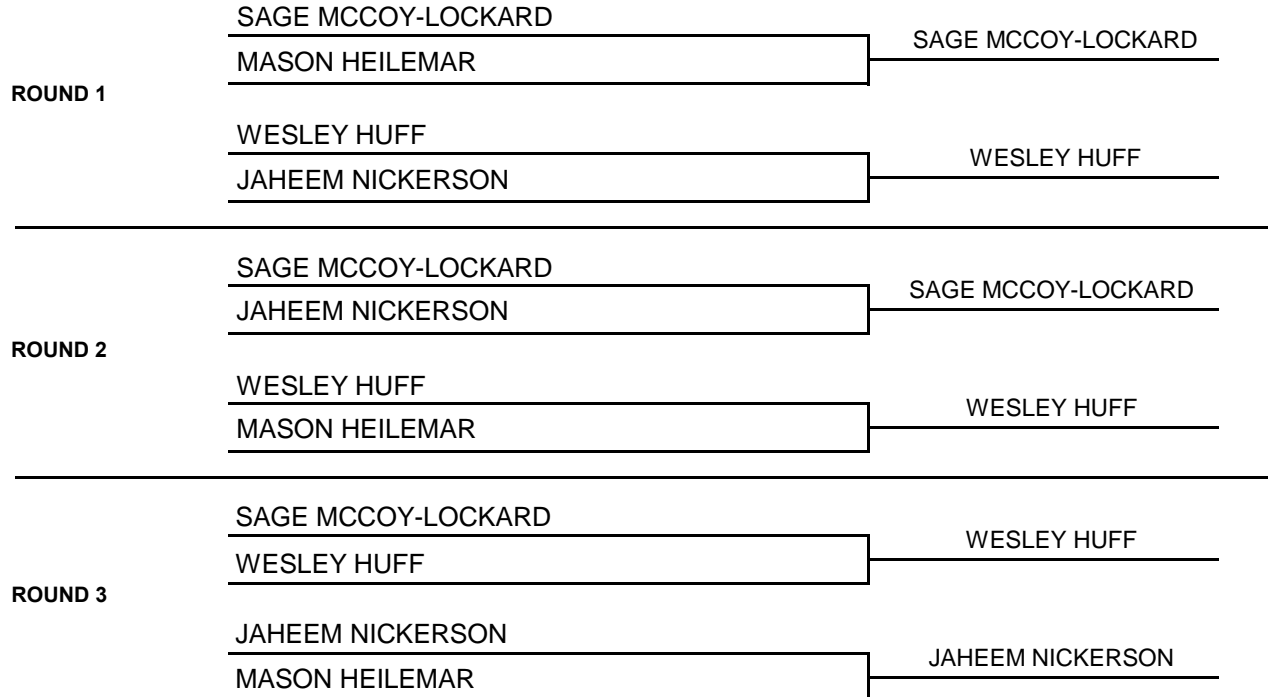 SAGE MCCOY-LOCKARD
SAGE MCCOY-LOCKARD
MASON HEILEMAR
ROUND 1
WESLEY HUFF
WESLEY HUFF
JAHEEM NICKERSON
SAGE MCCOY-LOCKARD
SAGE MCCOY-LOCKARD
JAHEEM NICKERSON
ROUND 2
WESLEY HUFF
WESLEY HUFF
MASON HEILEMAR
SAGE MCCOY-LOCKARD
WESLEY HUFF
WESLEY HUFF
ROUND 3
JAHEEM NICKERSON
JAHEEM NICKERSON
MASON HEILEMAR